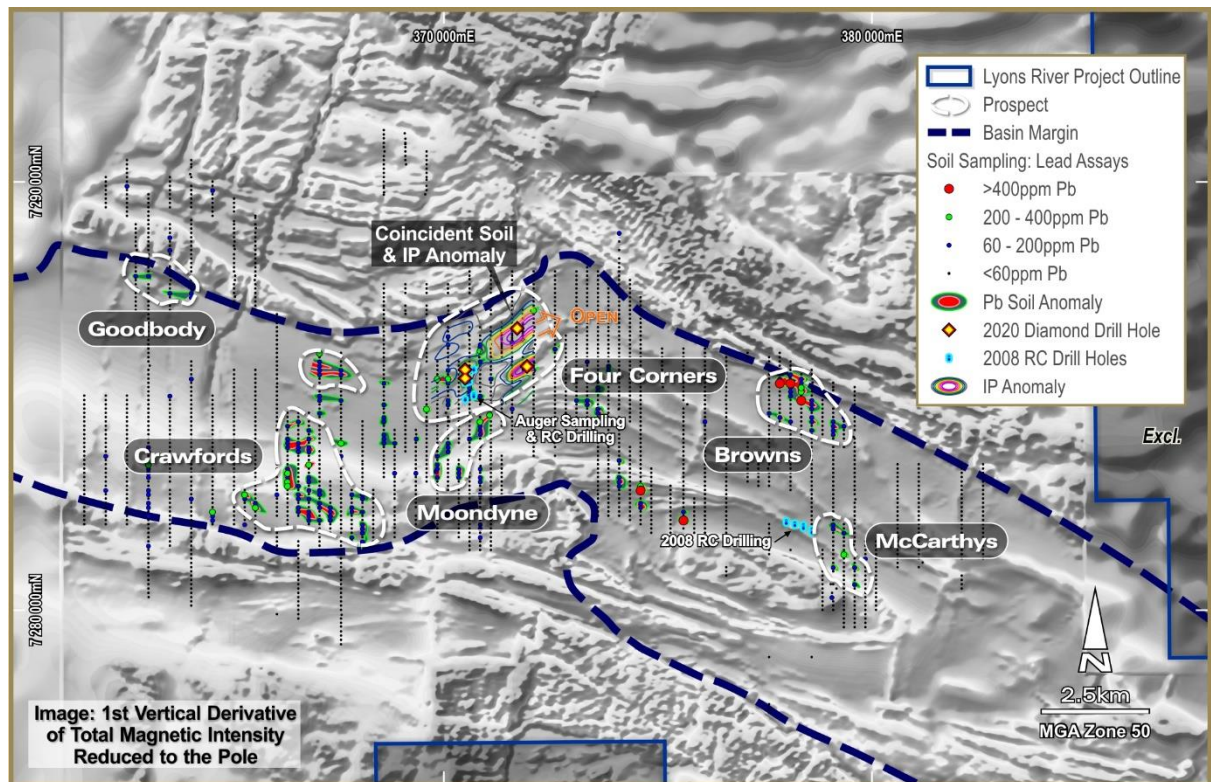 370 000mE
380 000mE
7 290 000mN
7 280 000mN
Lyons River Project Outline
Prospect
Basin Margin
Soil Sampling: Lead Assays
>400ppm Pb
200 - 400ppm Pb
60 - 200ppm Pb
<60ppm Pb
Pb Soil Anomaly
2020 Diamond Drill Hole
2008 RC Drill Holes
IP Anomaly
Coincident Soil
& IP Anomaly
Goodbody
OPEN
Four Corners
Auger Sampling
& RC Drilling
Crawfords
Browns
Excl.
Moondyne
2008 RC Drilling
McCarthys
N
2.5km
MGA Zone 50
Image: 1st Vertical Derivative
of Total Magnetic Intensity
Reduced to the Pole